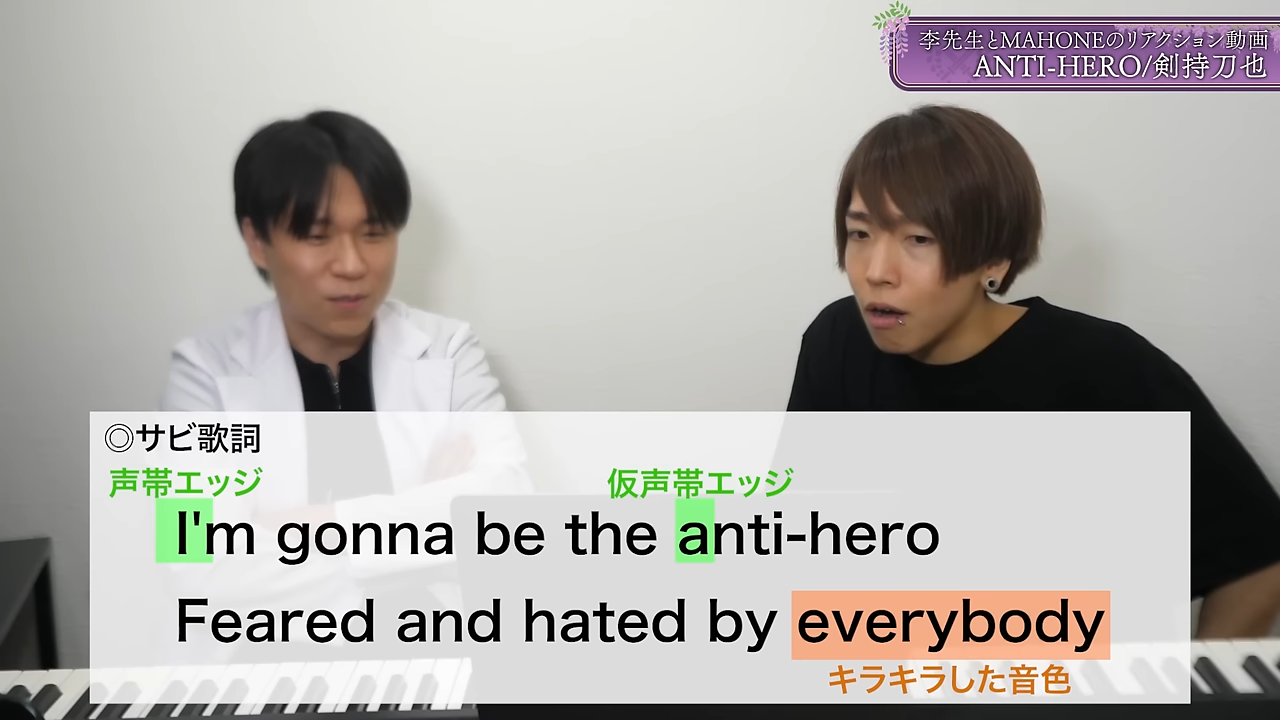 李先生とMAHONEのリアクション動画
ANTI-HERO/剣持刀也
◎サビ歌詞
声帯エッジ 仮声帯エッジ
I'm gonna be the anti-hero
Feared and hated by everybody
キラキラした音色